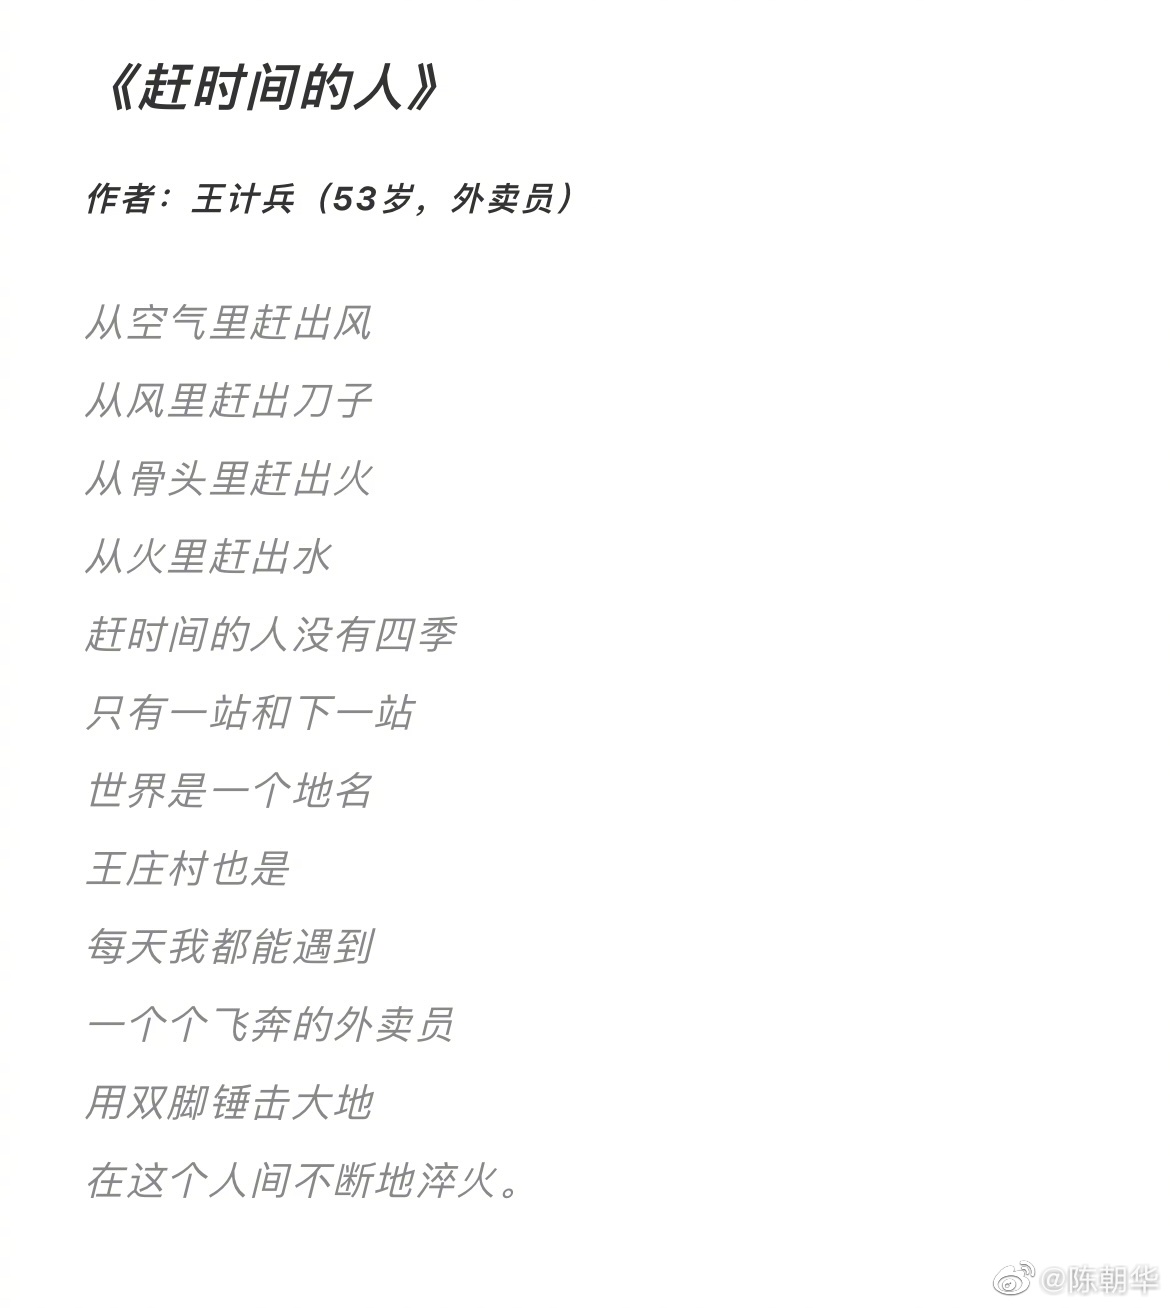 《赶时间的人》
作者：王计兵（53岁，外卖员）
从空气里赶出风
从风里赶出刀子
从骨头里赶出火
从火里赶出水
赶时间的人没有四季
只有一站和下一站
世界是一个地名
王庄村也是
每天我都能遇到
一个个飞奔的外卖员
用双脚锤击大地
在这个人间不断地淬火。
@陈朝华